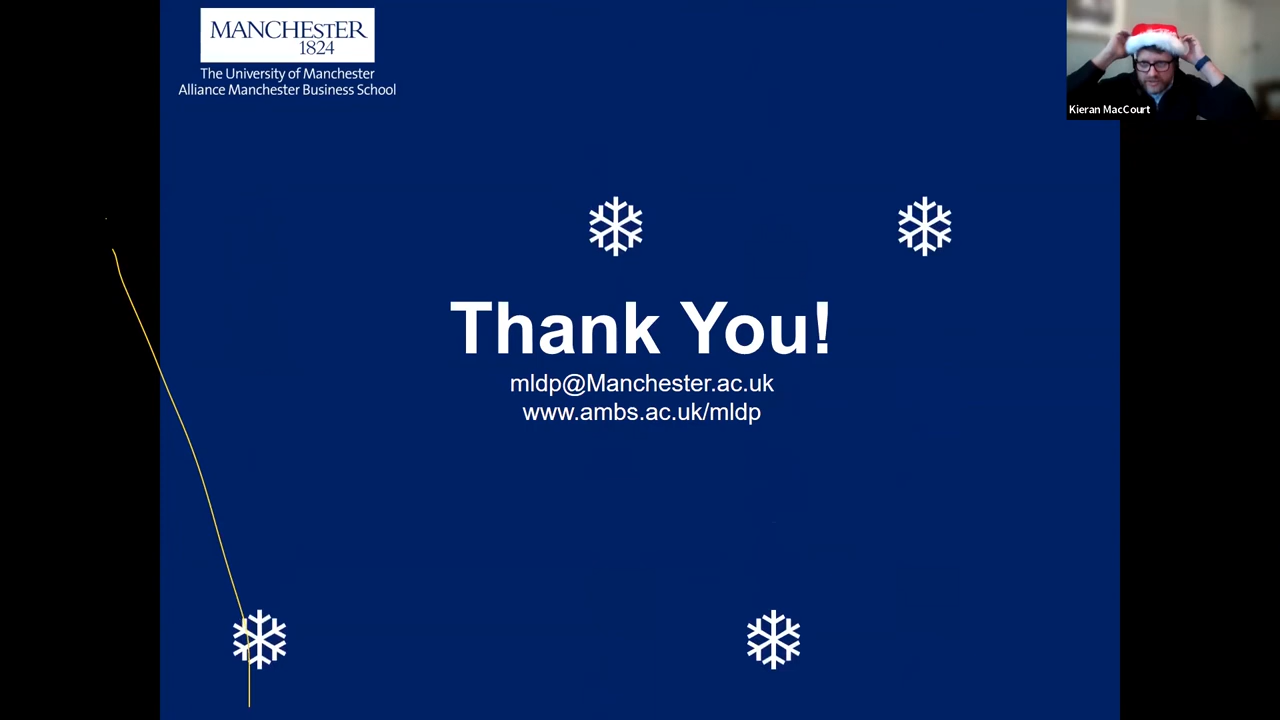 MANCHESTER
1824
The University of Manchester
Alliance Manchester Business School
Kieran MacCourt
Thank You!
mldp@Manchester.ac.uk
www.ambs.ac.uk/mldp